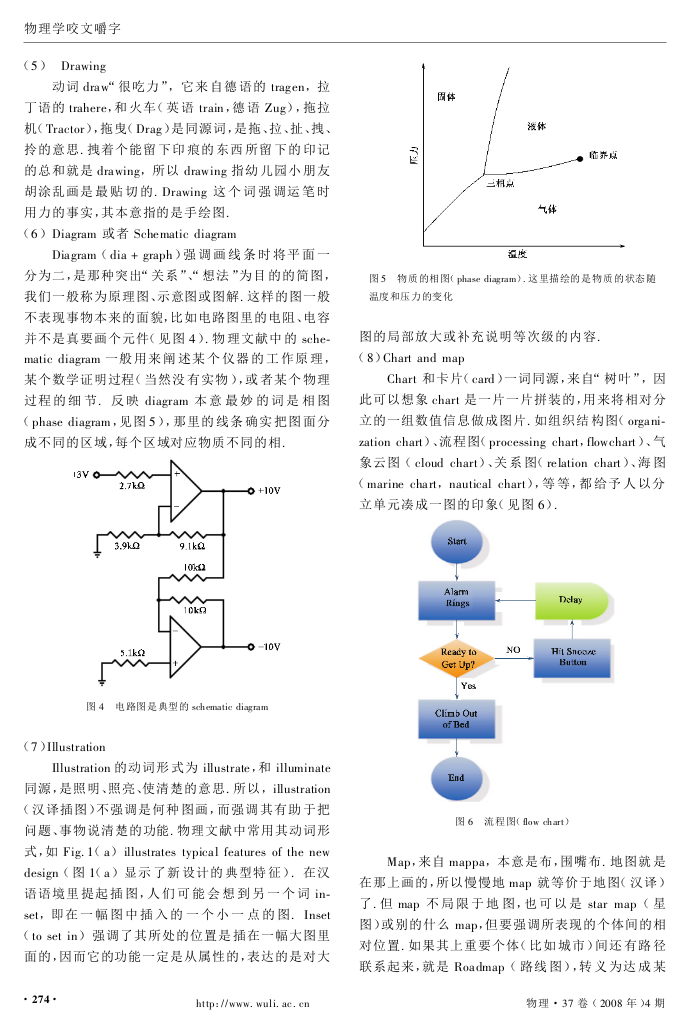 物理学咬文嚼字
(5) Drawing
动词 draw“很吃力”，它来自德语的 tragen，拉
丁语的 trahere，和火车(英语 train，德语 Zug)，拖拉
机(Tractor)，拖曳(Drag)是同源词，是拖、拉、扯、拽、
拎的意思. 拽着个能留下印痕的东西所留下的印记
的总和就是 drawing，所以 drawing 指幼儿园小朋友
胡涂乱画是最贴切的. Drawing 这个词强调运笔时
用力的事实，其本意指的是手绘图.
(6) Diagram 或者 Schematic diagram
Diagram (dia + graph)强调画线条时将平面一
分为二，是那种突出“关系”、“想法”为目的的简图，
我们一般称为原理图、示意图或图解. 这样的图一般
不表现事物本来的面貌，比如电路图里的电阻、电容
并不是真要画个元件(见图 4). 物理文献中的 sche-
matic diagram 一般用来阐述某个仪器的工作原理，
某个数学证明过程(当然没有实物)，或者某个物理
过程的细节. 反映 diagram 本意最妙的词是相图
(phase diagram，见图 5)，那里的线条确实把图面分
成不同的区域，每个区域对应物质不同的相.
+3V
2.7kΩ
+
+10V
−
3.9kΩ
9.1kΩ
10kΩ
10kΩ
−
−10V
5.1kΩ
+
图 4 电路图是典型的 schematic diagram
(7)Illustration
Illustration 的动词形式为 illustrate，和 illuminate
同源，是照明、照亮、使清楚的意思. 所以，illustration
(汉译插图)不强调是何种图画，而强调其有助于把
问题、事物说清楚的功能. 物理文献中常用其动词形
式，如 Fig. 1(a) illustrates typical features of the new
design (图 1(a)显示了新设计的典型特征). 在汉
语语境里提起插图，人们可能会想到另一个词 in-
set，即在一幅图中插入的一个小一点的图. Inset
(to set in)强调了其所处的位置是插在一幅大图里
面的，因而它的功能一定是从属性的，表达的是对大
压力
固体
液体
临界点
三相点
气体
温度
图 5 物质的相图(phase diagram). 这里描绘的是物质的状态随
温度和压力的变化
图的局部放大或补充说明等次级的内容.
(8)Chart and map
Chart 和卡片(card)一词同源，来自“树叶”，因
此可以想象 chart 是一片一片拼装的，用来将相对分
立的一组数值信息做成图片. 如组织结构图(organi-
zation chart)、流程图(processing chart，flowchart)、气
象云图(cloud chart)、关系图(relation chart)、海图
(marine chart，nautical chart)，等等，都给予人以分
立单元凑成一图的印象(见图 6).
Start
Alarm
Rings
Delay
Ready to
Get Up?
NO
Hit Snooze
Button
Yes
Climb Out
of Bed
End
图 6 流程图(flow chart)
Map，来自 mappa，本意是布，围嘴布. 地图就是
在那上画的，所以慢慢地 map 就等价于地图(汉译)
了. 但 map 不局限于地图，也可以是 star map (星
图)或别的什么 map，但要强调所表现的个体间的相
对位置. 如果其上重要个体(比如城市)间还有路径
联系起来，就是 Roadmap (路线图)，转义为达成某
· 274 ·
http://www.wuli.ac.cn
物理·37 卷 (2008 年)4 期